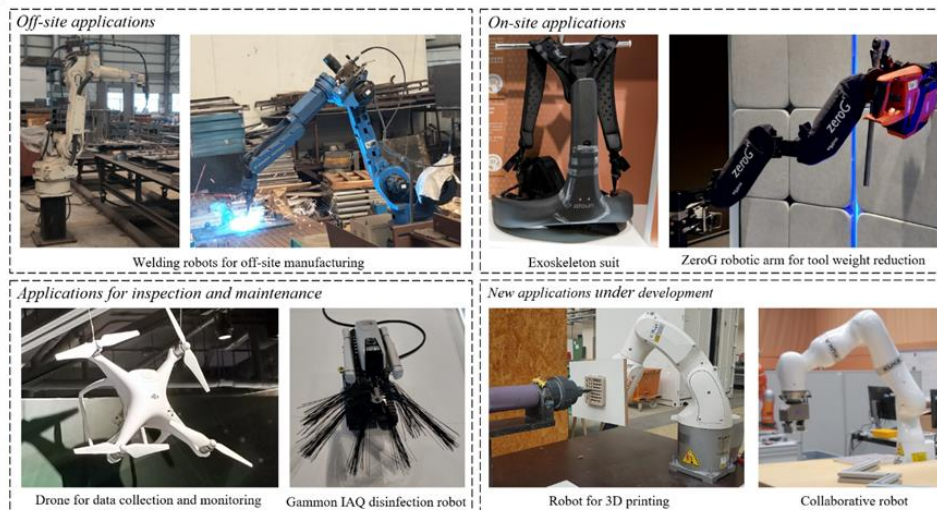 Off-site applications
On-site applications
Welding robots for off-site manufacturing
zeroG
zeroG
Exoskeleton suit
ZeroG robotic arm for tool weight reduction
Applications for inspection and maintenance
New applications under development
Drone for data collection and monitoring
Gammon IAQ disinfection robot
Robot for 3D printing
Collaborative robot